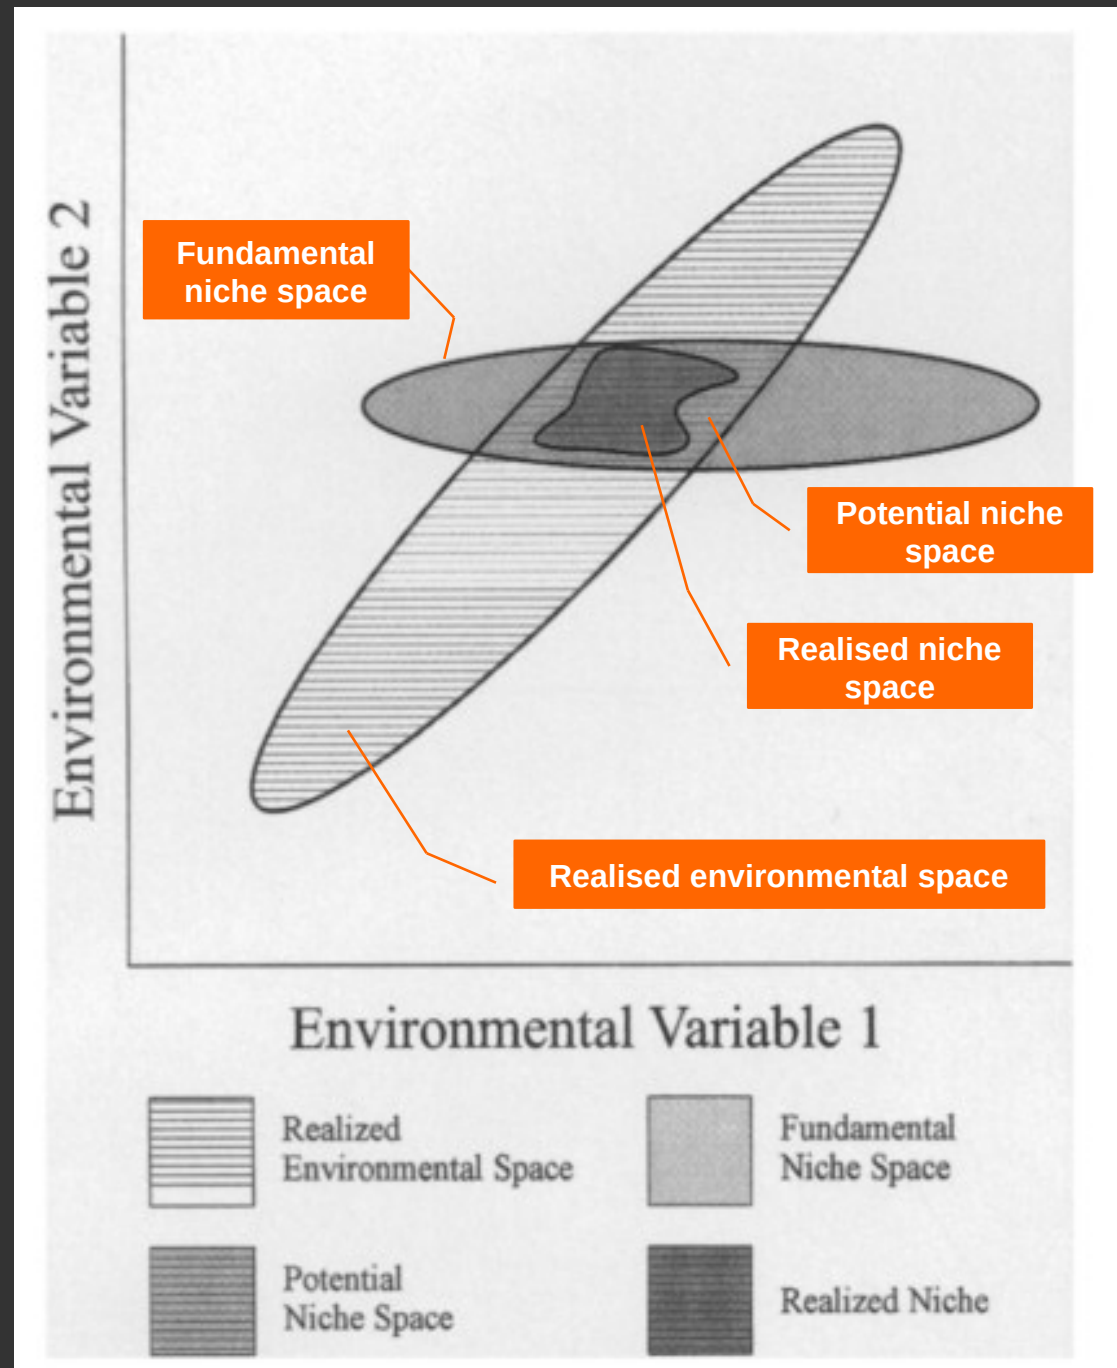 Environmental Variable 2
Fundamental
niche space
Potential niche
space
Realised niche
space
Realised environmental space
Environmental Variable 1
Realized
Environmental Space
Fundamental
Niche Space
Potential
Niche Space
Realized Niche